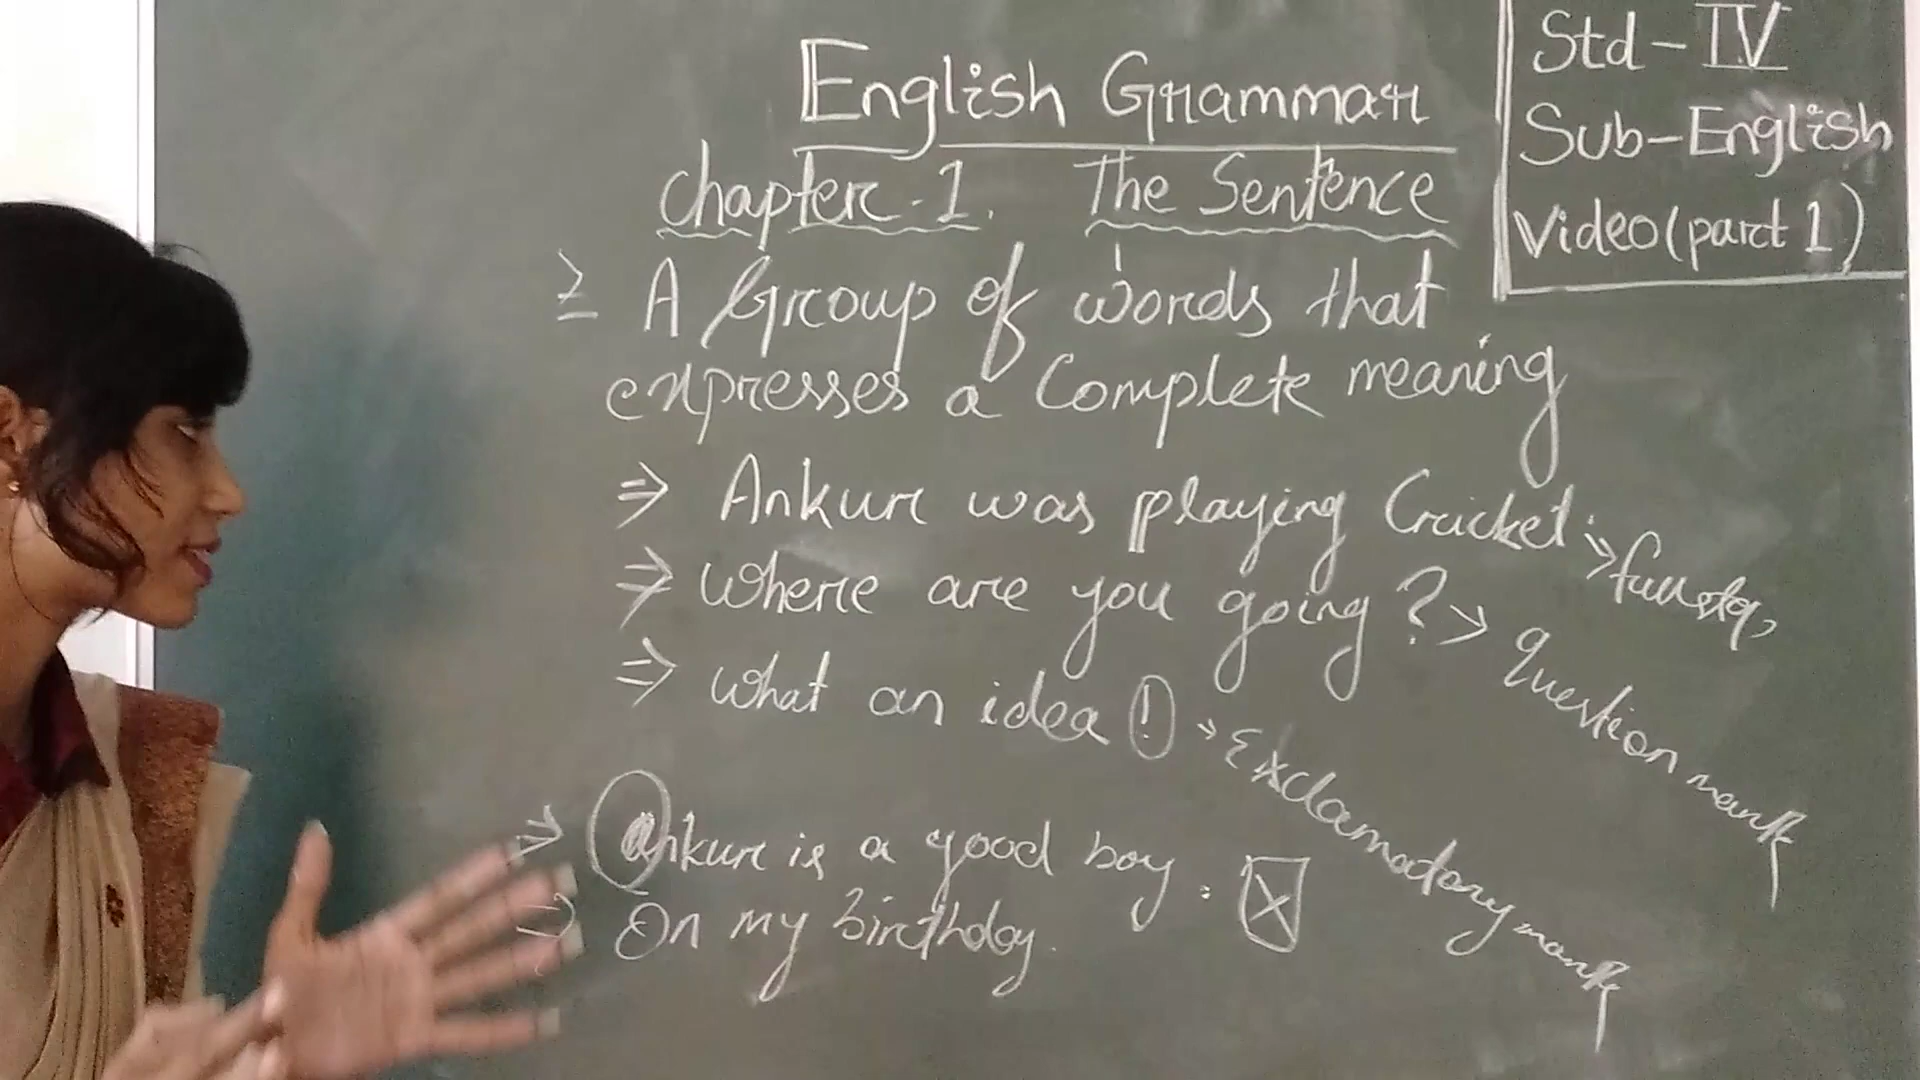 English Grammar
Chapter-1. The Sentence
A Group of words that
expresses a Complete meaning
⇒ Ankur was playing Cricket. → fullstop
⇒ Where are you going? → Question mark
⇒ What an idea! → Exclamatory mark
⇒ ankur is a good boy.
⇒ On my birthday.
Std-IV
Sub-English
Video(part 1)